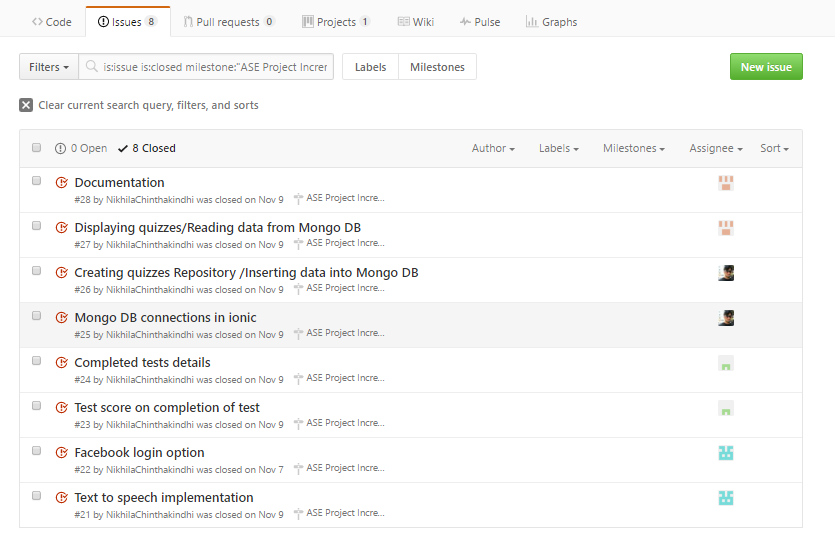 Code Issues 8 Pull requests 0 Projects 1 Wiki Pulse Graphs
Filters is:issue is:closed milestone:"ASE Project Increr Labels Milestones New issue
Clear current search query, filters, and sorts
0 Open 8 Closed Author Labels Milestones Assignee Sort
Documentation
#28 by NikhilaChinthakindhi was closed on Nov 9 ASE Project Incre...
Displaying quizzes/Reading data from Mongo DB
#27 by NikhilaChinthakindhi was closed on Nov 9 ASE Project Incre...
Creating quizzes Repository /Inserting data into Mongo DB
#26 by NikhilaChinthakindhi was closed on Nov 9 ASE Project Incre...
Mongo DB connections in ionic
#25 by NikhilaChinthakindhi was closed on Nov 9 ASE Project Incre...
Completed tests details
#24 by NikhilaChinthakindhi was closed on Nov 9 ASE Project Incre...
Test score on completion of test
#23 by NikhilaChinthakindhi was closed on Nov 9 ASE Project Incre...
Facebook login option
#22 by NikhilaChinthakindhi was closed on Nov 7 ASE Project Incre...
Text to speech implementation
#21 by NikhilaChinthakindhi was closed on Nov 9 ASE Project Incre...